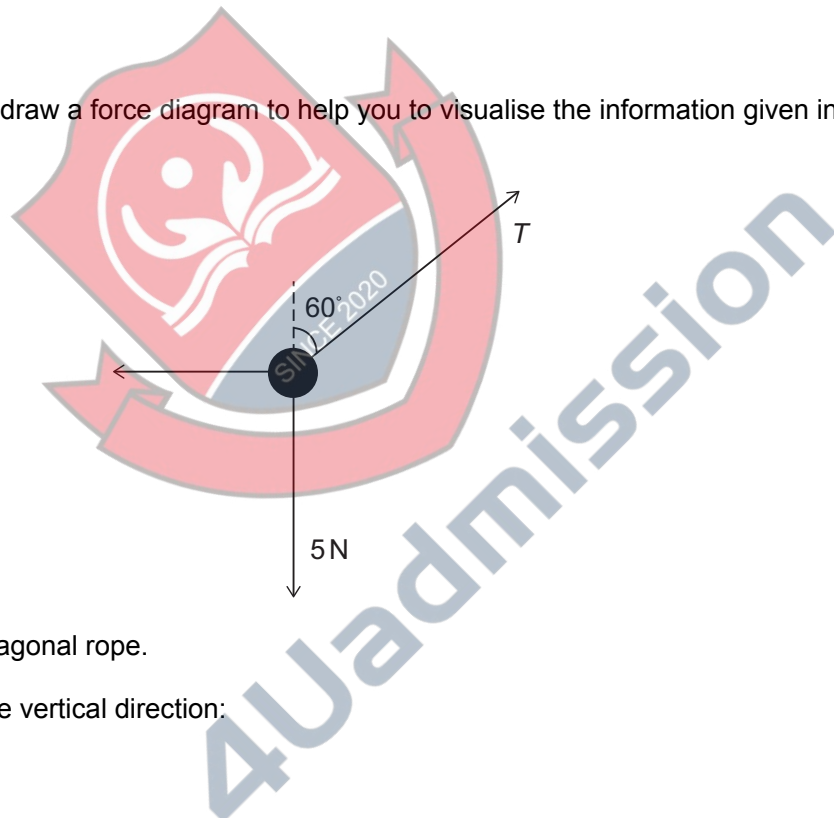 draw a force diagram to help you to visualise the information given in
T
60°
SINCE 2020
5 N
agonal rope.
e vertical direction:
4Uadmission